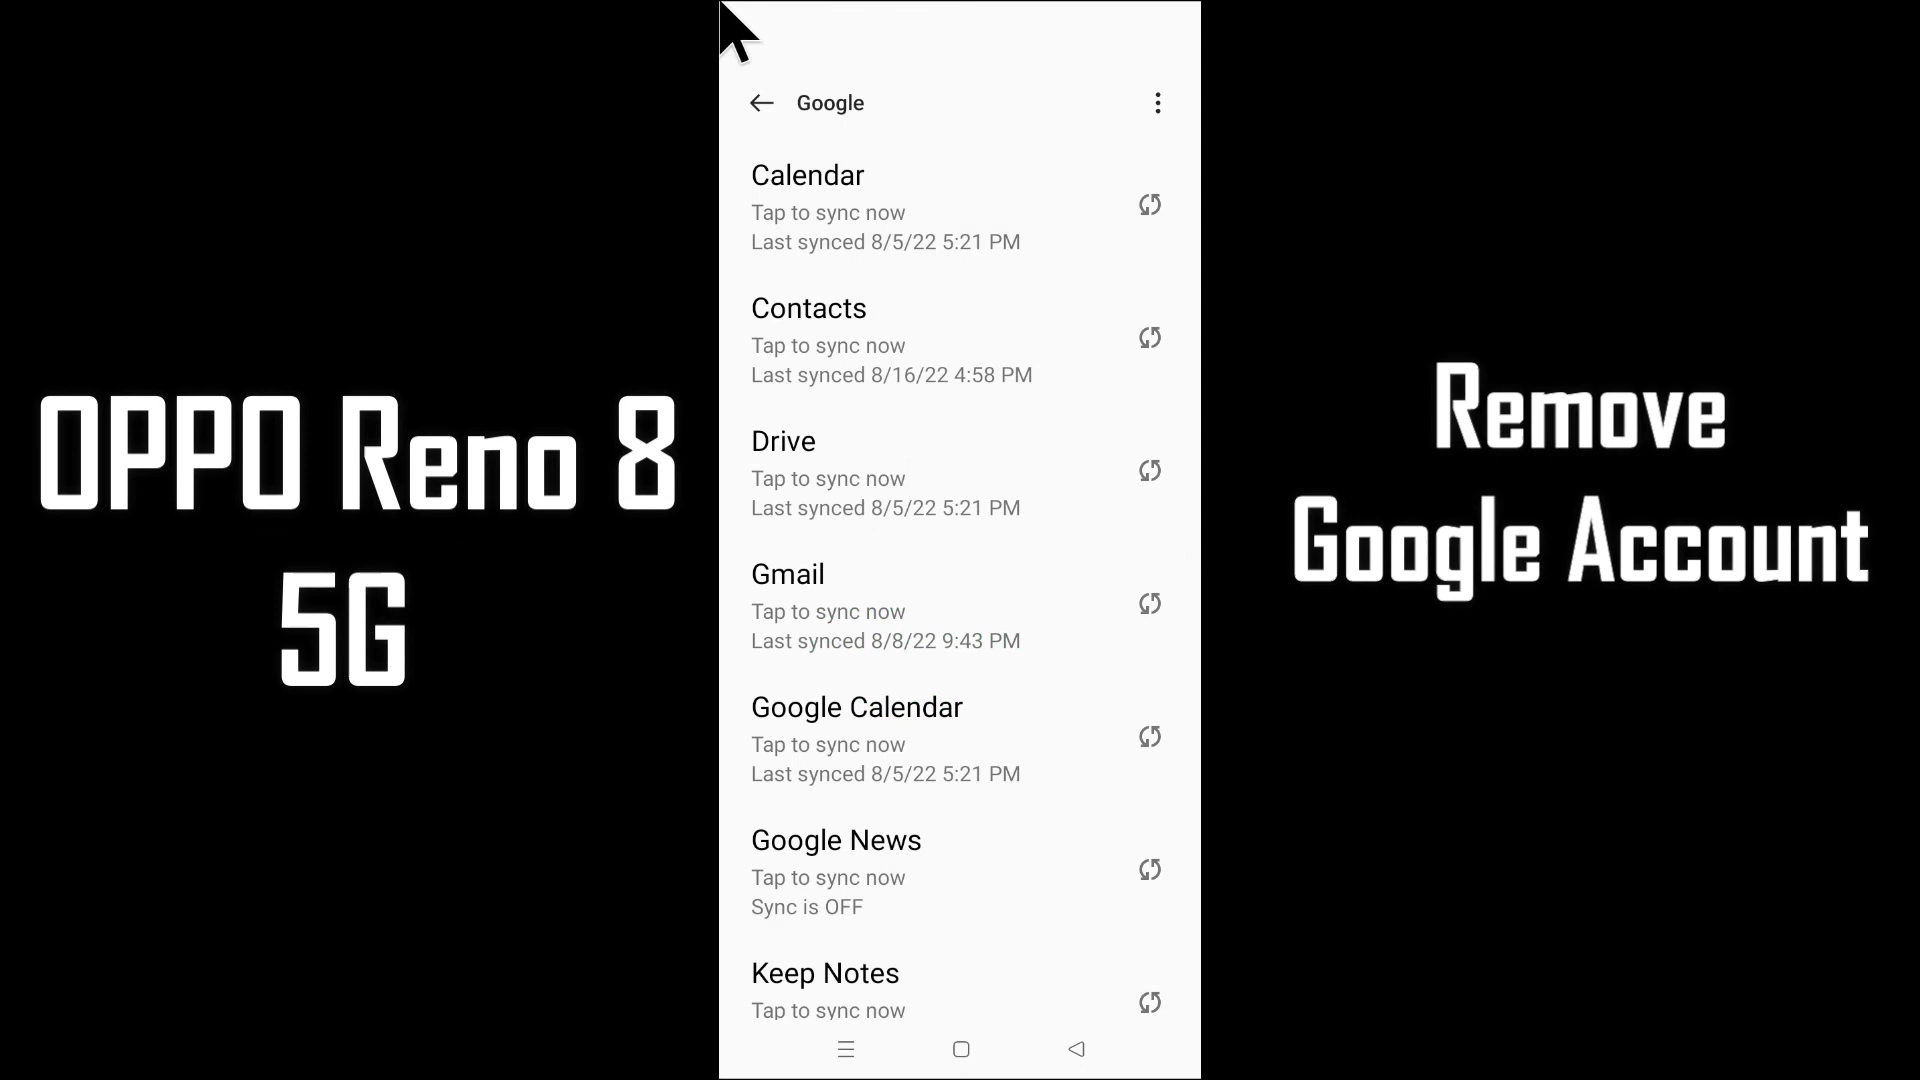 OPPO Reno 8
5G
Google
Calendar
Tap to sync now
Last synced 8/5/22 5:21 PM
Contacts
Tap to sync now
Last synced 8/16/22 4:58 PM
Drive
Tap to sync now
Last synced 8/5/22 5:21 PM
Gmail
Tap to sync now
Last synced 8/8/22 9:43 PM
Google Calendar
Tap to sync now
Last synced 8/5/22 5:21 PM
Google News
Tap to sync now
Sync is OFF
Keep Notes
Tap to sync now
Remove
Google Account